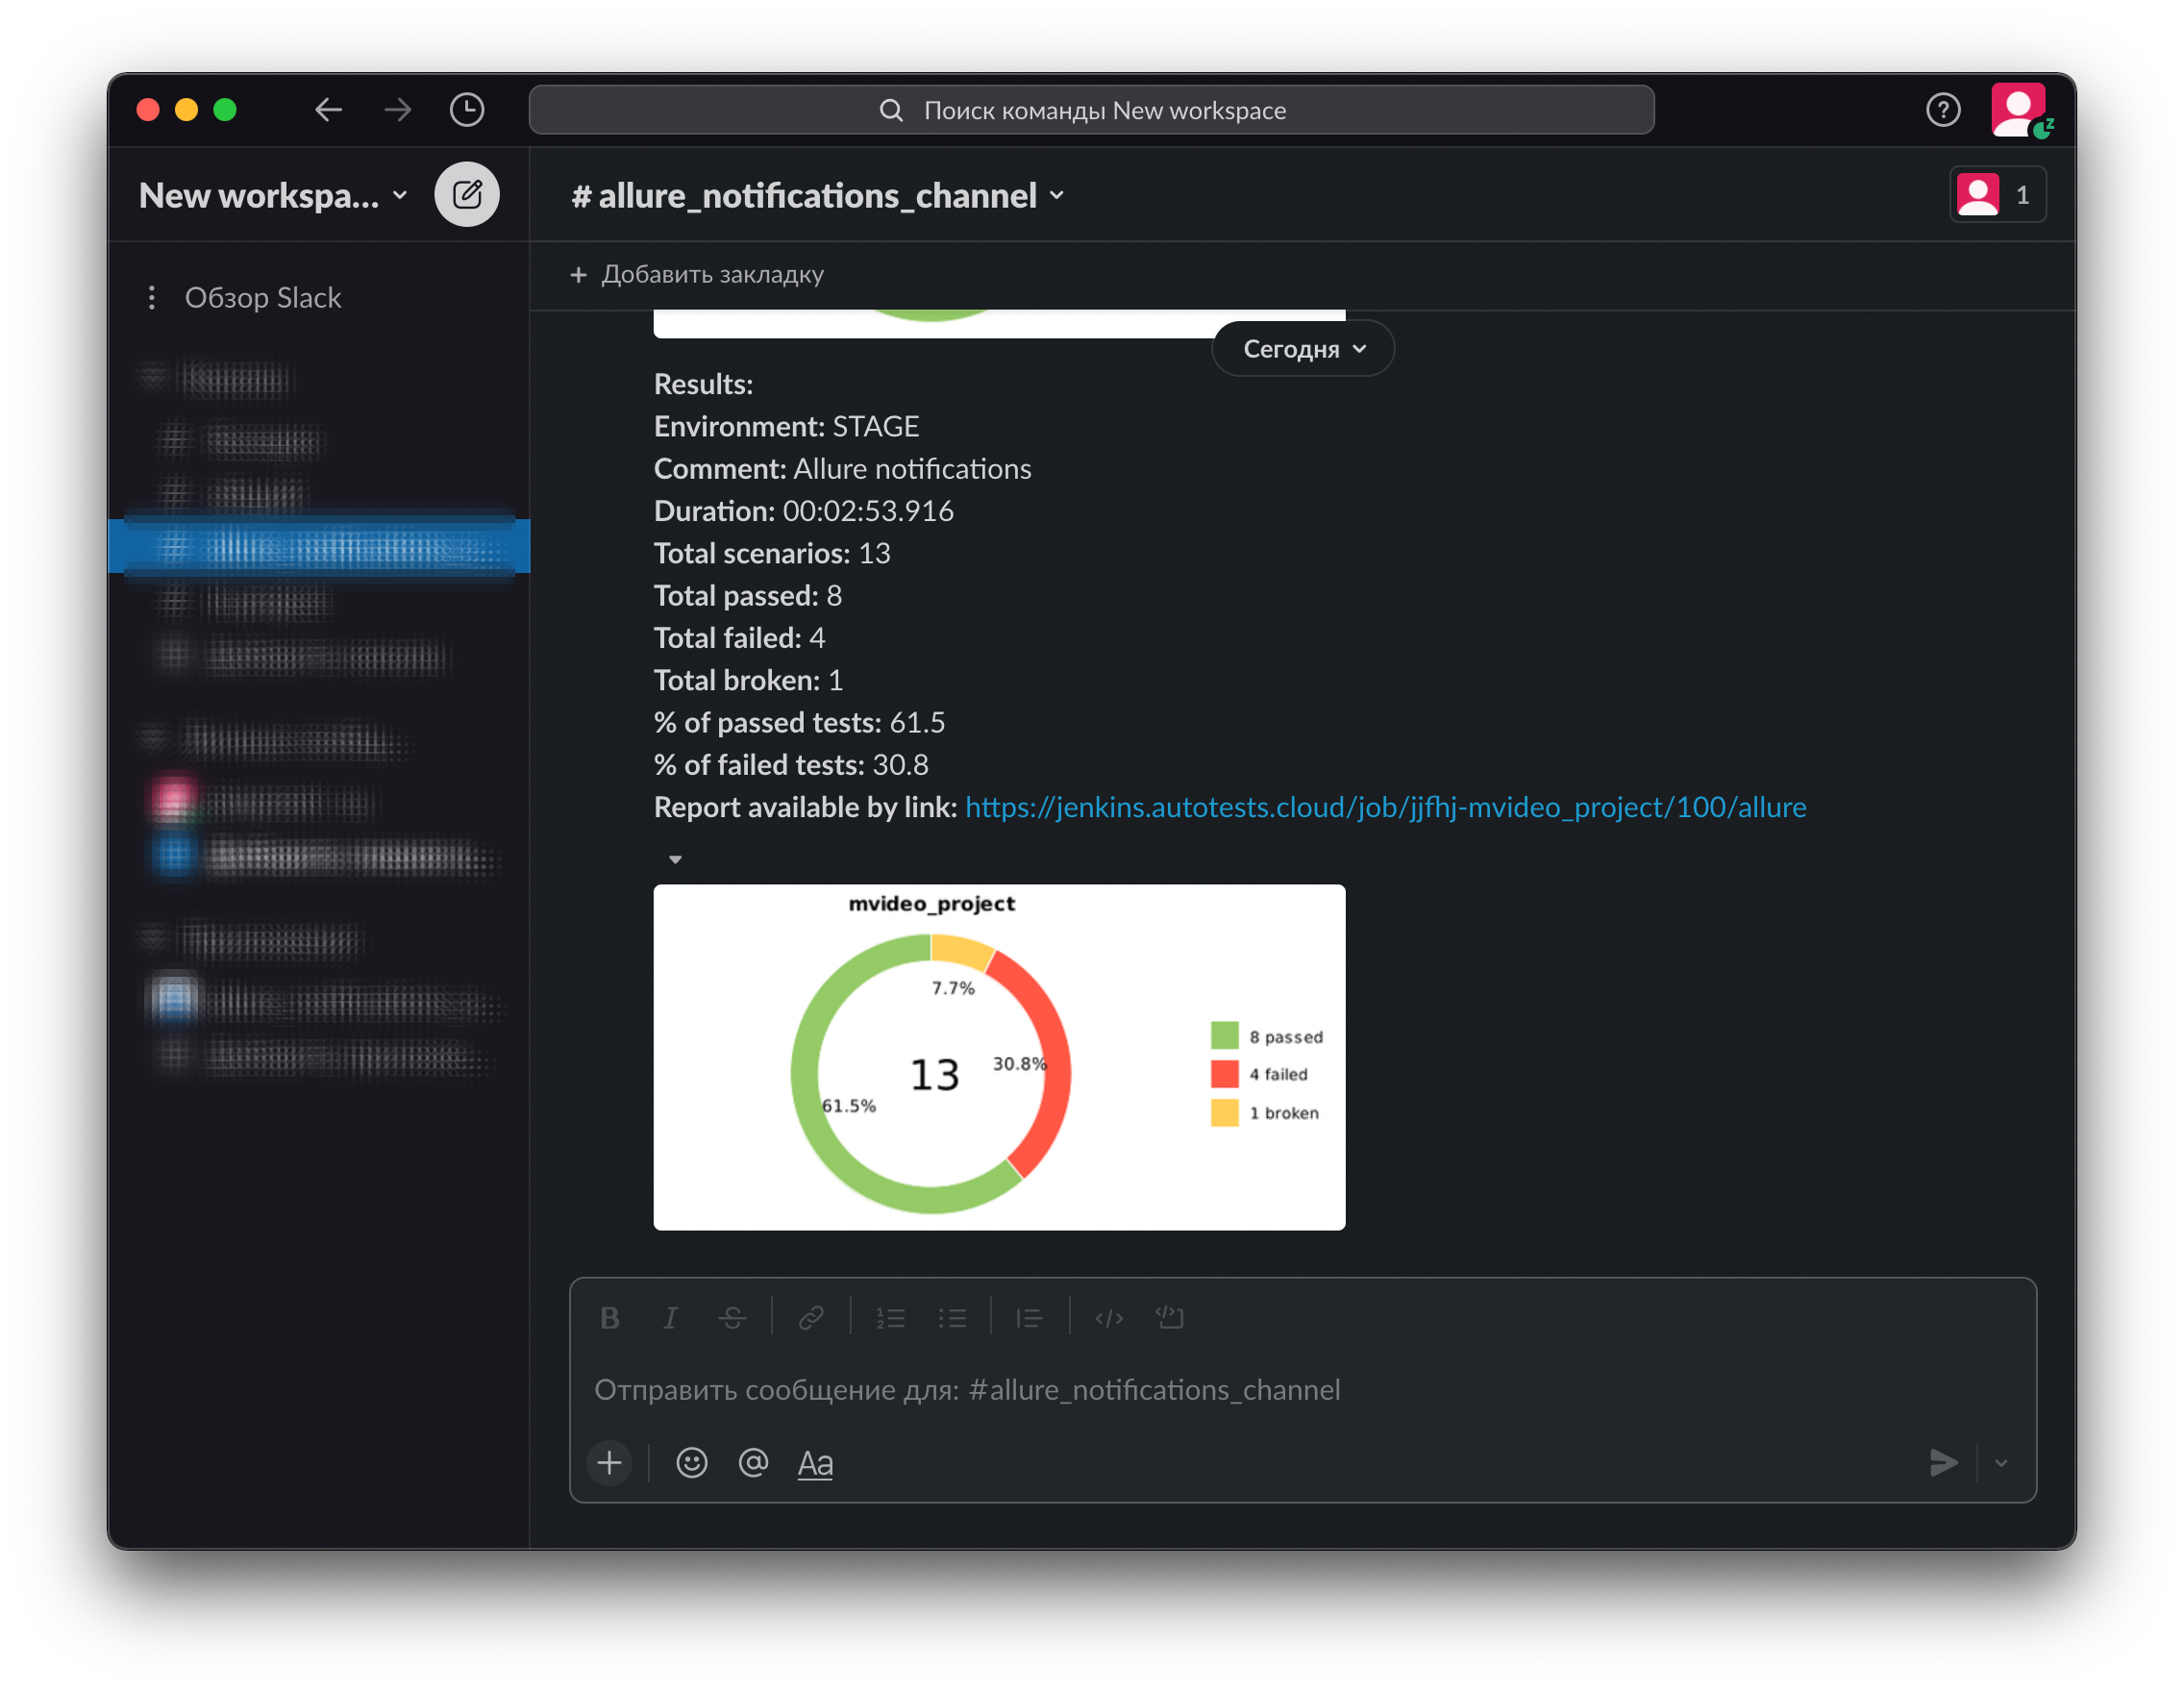 Поиск команды New workspace
New workspa...
# allure_notifications_channel
1
Обзор Slack
+ Добавить закладку
Сегодня
Results:
Environment: STAGE
Comment: Allure notifications
Duration: 00:02:53.916
Total scenarios: 13
Total passed: 8
Total failed: 4
Total broken: 1
% of passed tests: 61.5
% of failed tests: 30.8
Report available by link: https://jenkins.autotests.cloud/job/jjfhj-mvideo_project/100/allure
mvideo_project
7.7%
30.8%
13
61.5%
8 passed
4 failed
1 broken
B I S
Отправить сообщение для: #allure_notifications_channel
+ @ Aa